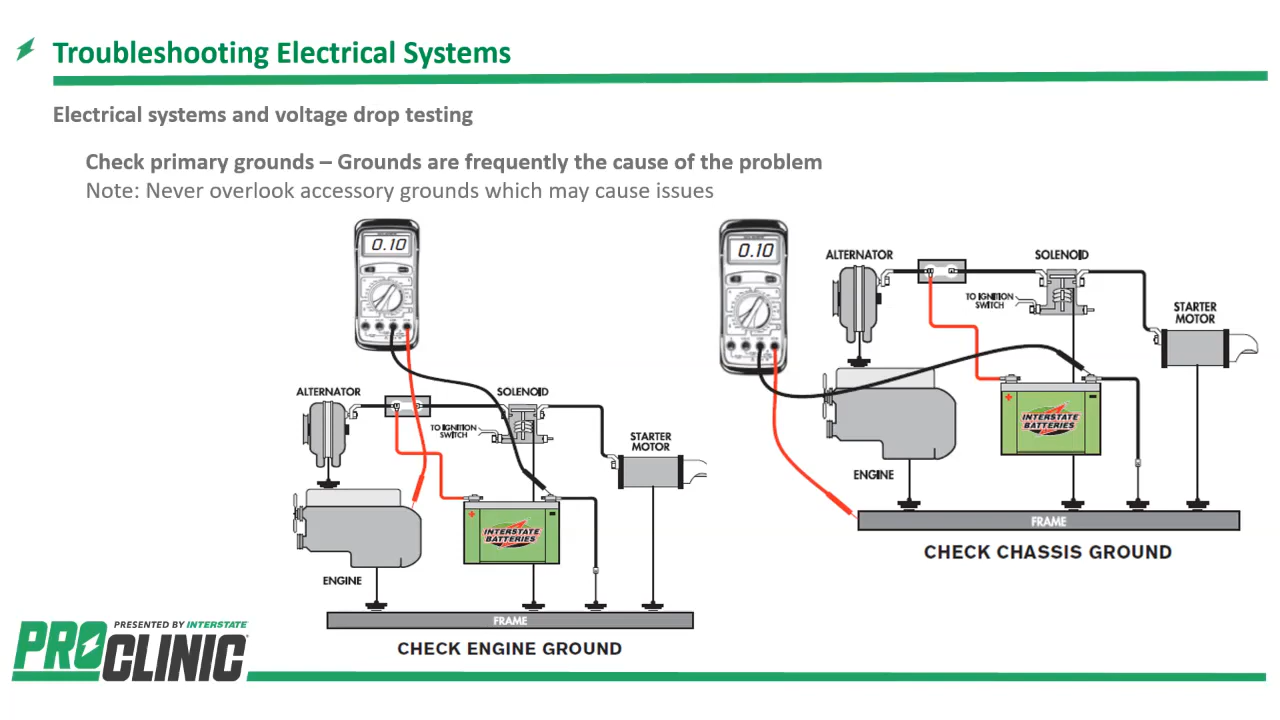 Troubleshooting Electrical Systems
Electrical systems and voltage drop testing
Check primary grounds – Grounds are frequently the cause of the problem
Note: Never overlook accessory grounds which may cause issues
0.10
ALTERNATOR
SOLENOID
TO IGNITION
SWITCH
STARTER
MOTOR
+
-
INTERSTATE
BATTERIES
ENGINE
FRAME
CHECK ENGINE GROUND
0.10
ALTERNATOR
SOLENOID
TO IGNITION
SWITCH
STARTER
MOTOR
+
-
INTERSTATE
BATTERIES
ENGINE
FRAME
CHECK CHASSIS GROUND
PRESENTED BY INTERSTATE
PRO
CLINIC